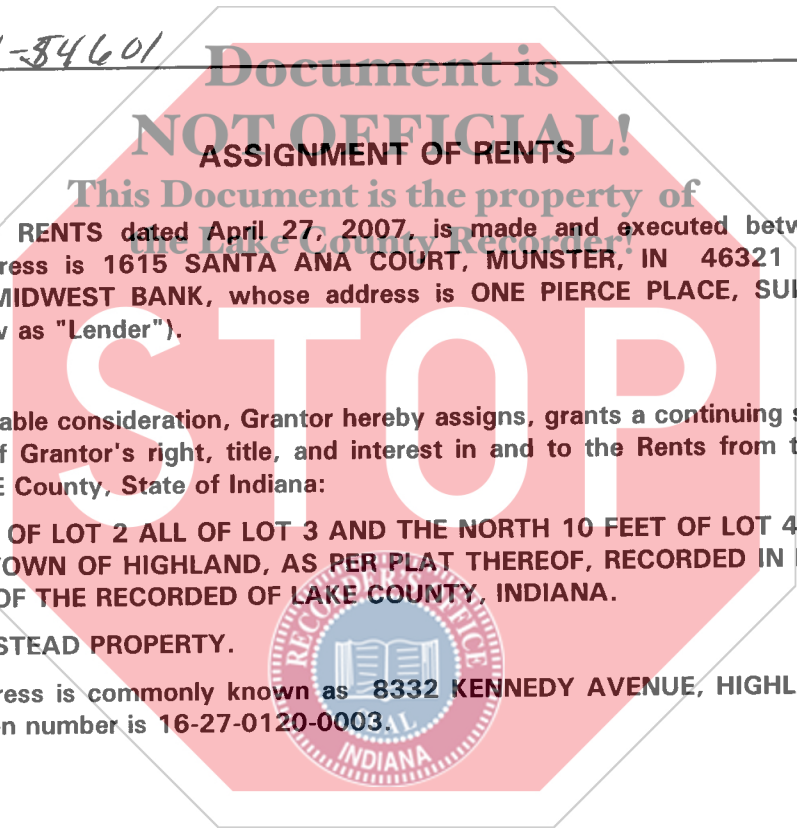 -54601
Document is
NOT OFFICIAL!
ASSIGNMENT OF RENTS
This Document is the property of
the Lake County Recorder!
RENTS dated April 27, 2007, is made and executed betw
ress is 1615 SANTA ANA COURT, MUNSTER, IN 46321
MIDWEST BANK, whose address is ONE PIERCE PLACE, SUI
w as "Lender").
STOP
able consideration, Grantor hereby assigns, grants a continuing s
f Grantor's right, title, and interest in and to the Rents from t
E County, State of Indiana:
OF LOT 2 ALL OF LOT 3 AND THE NORTH 10 FEET OF LOT 4
TOWN OF HIGHLAND, AS PER PLAT THEREOF, RECORDED IN
OF THE RECORDED OF LAKE COUNTY, INDIANA.
STEAD PROPERTY.
ress is commonly known as 8332 KENNEDY AVENUE, HIGHL
n number is 16-27-0120-0003.
RECORDER'S OFFICE
SEAL
INDIANA